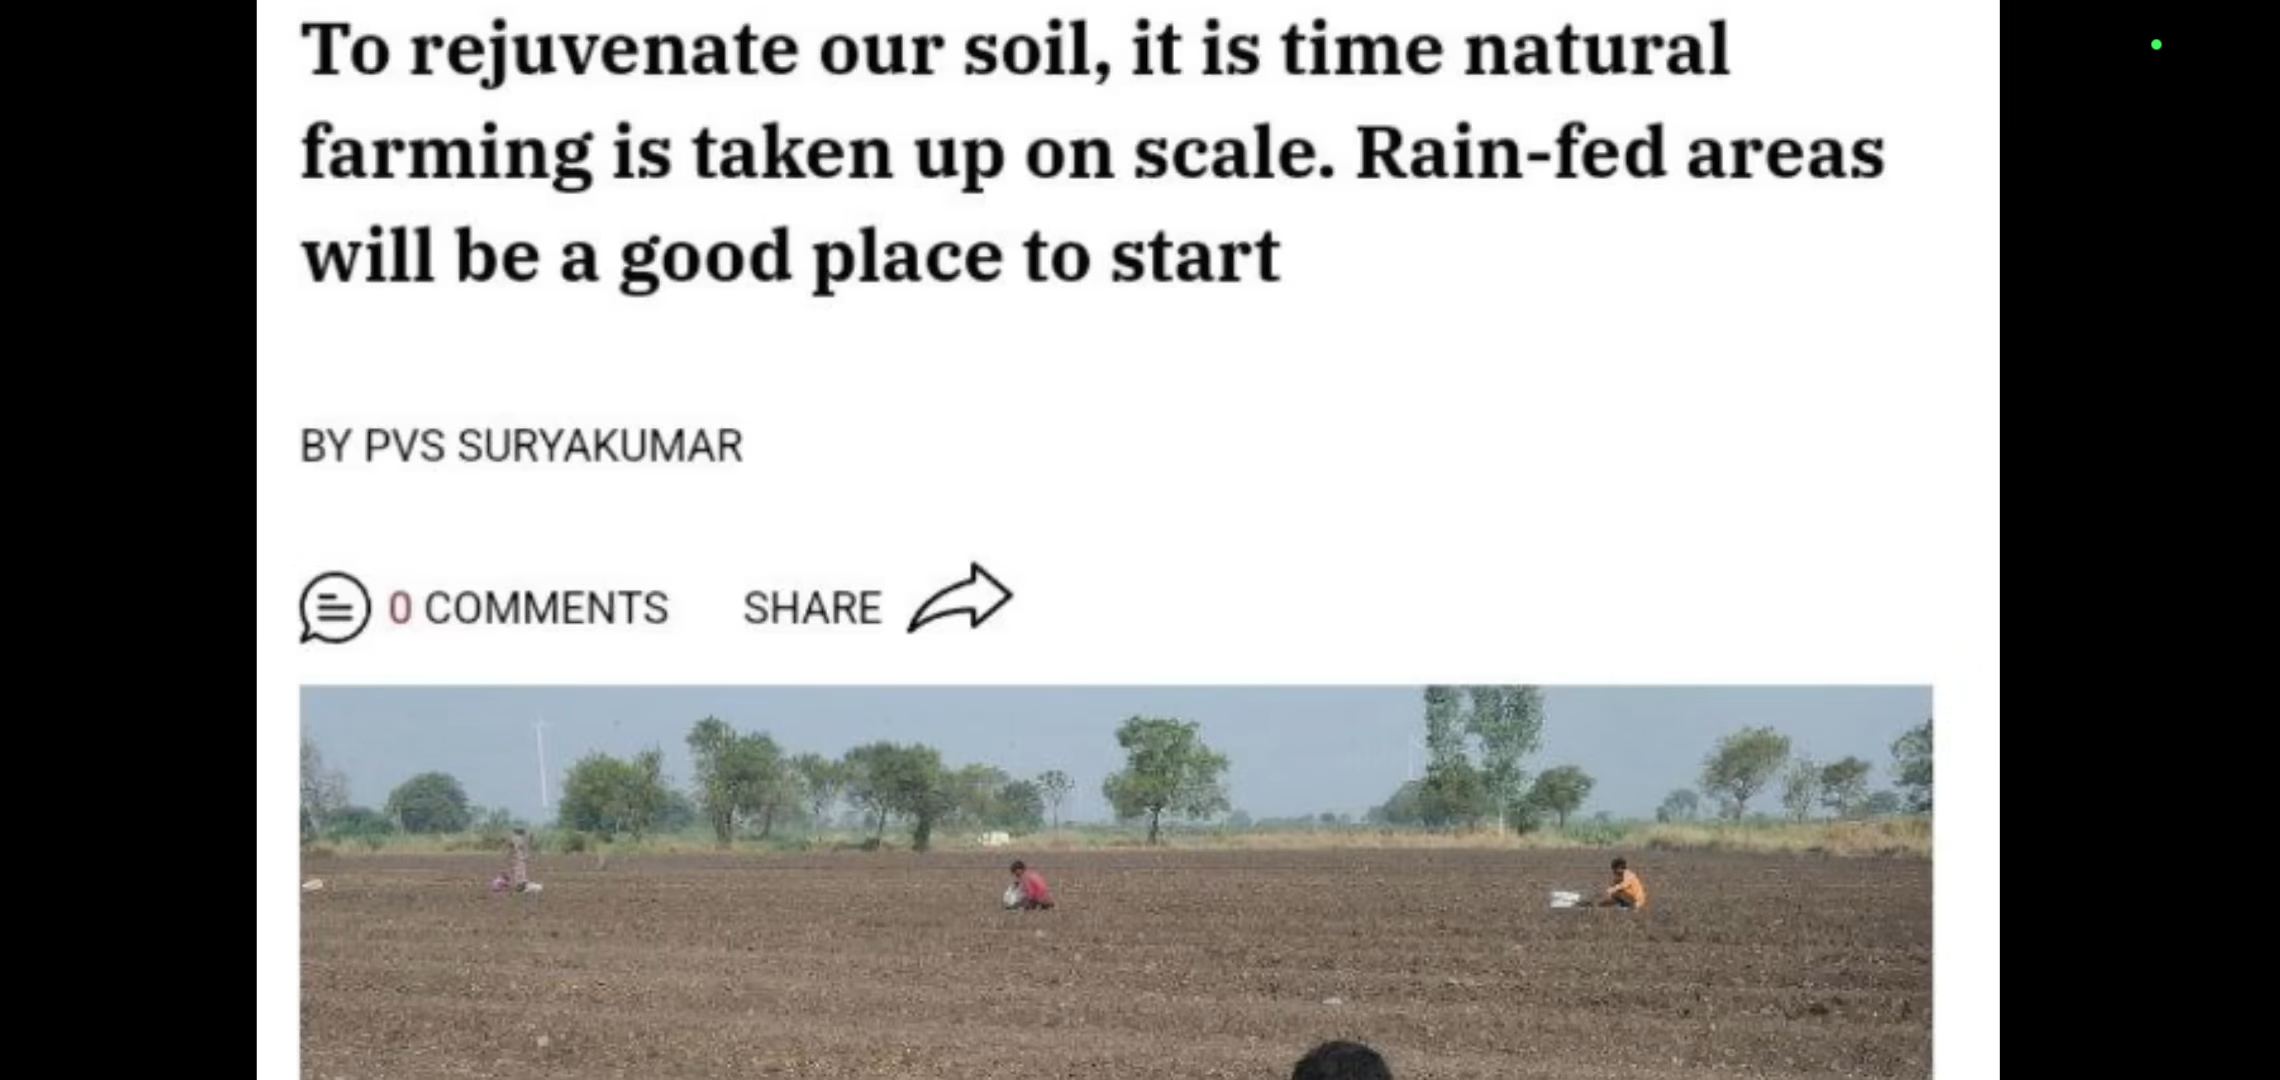 To rejuvenate our soil, it is time natural
farming is taken up on scale. Rain-fed areas
will be a good place to start
BY PVS SURYAKUMAR
0 COMMENTS SHARE